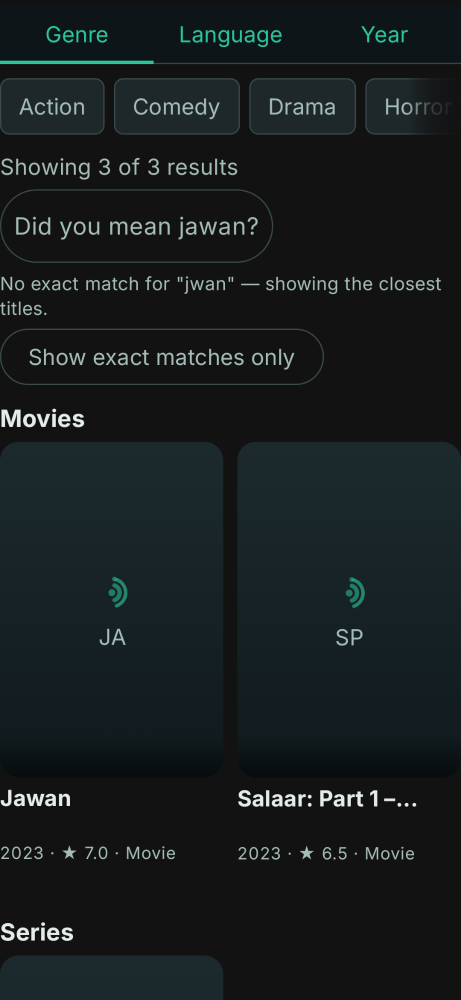 Genre Language Year
Action Comedy Drama Horror
Showing 3 of 3 results
Did you mean jawan?
No exact match for "jwan" — showing the closest
titles.
Show exact matches only
Movies
JA SP
Jawan Salaar: Part 1 –...
2023 · ★ 7.0 · Movie 2023 · ★ 6.5 · Movie
Series